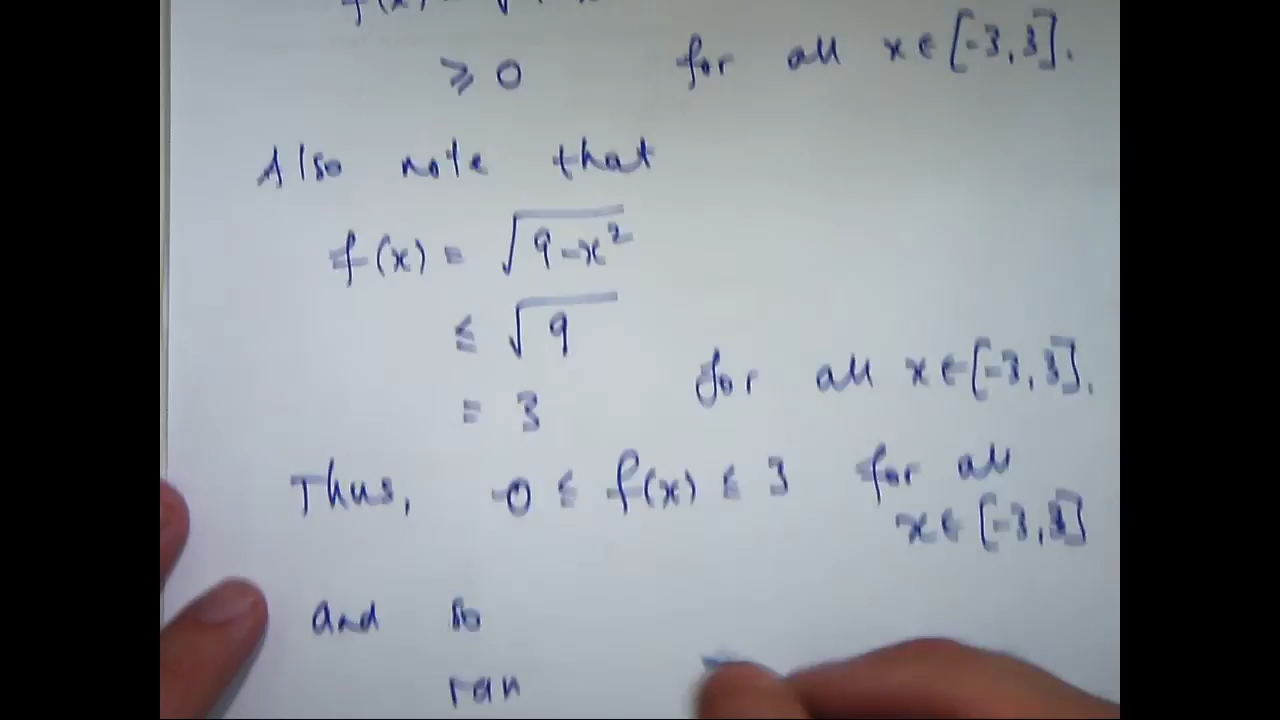 ≥ 0 for all x ∈ [-3, 3].
Also note that
f(x) = √(9-x²)
≤ √9
= 3 for all x ∈ [-3, 3].
Thus, 0 ≤ f(x) ≤ 3 for all
x ∈ [-3, 3]
and so
ran